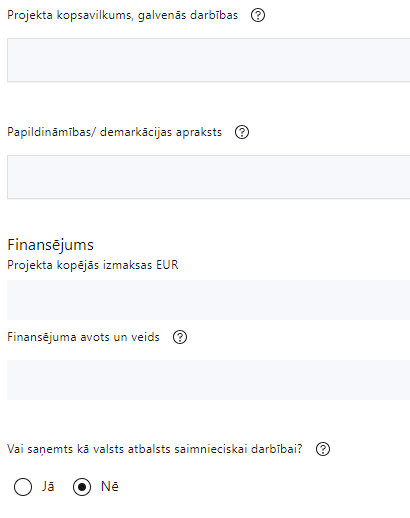 Projekta kopsavilkums, galvenās darbības ?
Papildināmības/ demarkācijas apraksts ?
Finansējums
Projekta kopējās izmaksas EUR
Finansējuma avots un veids ?
Vai saņemts kā valsts atbalsts saimnieciskai darbībai? ?
Jā Nē